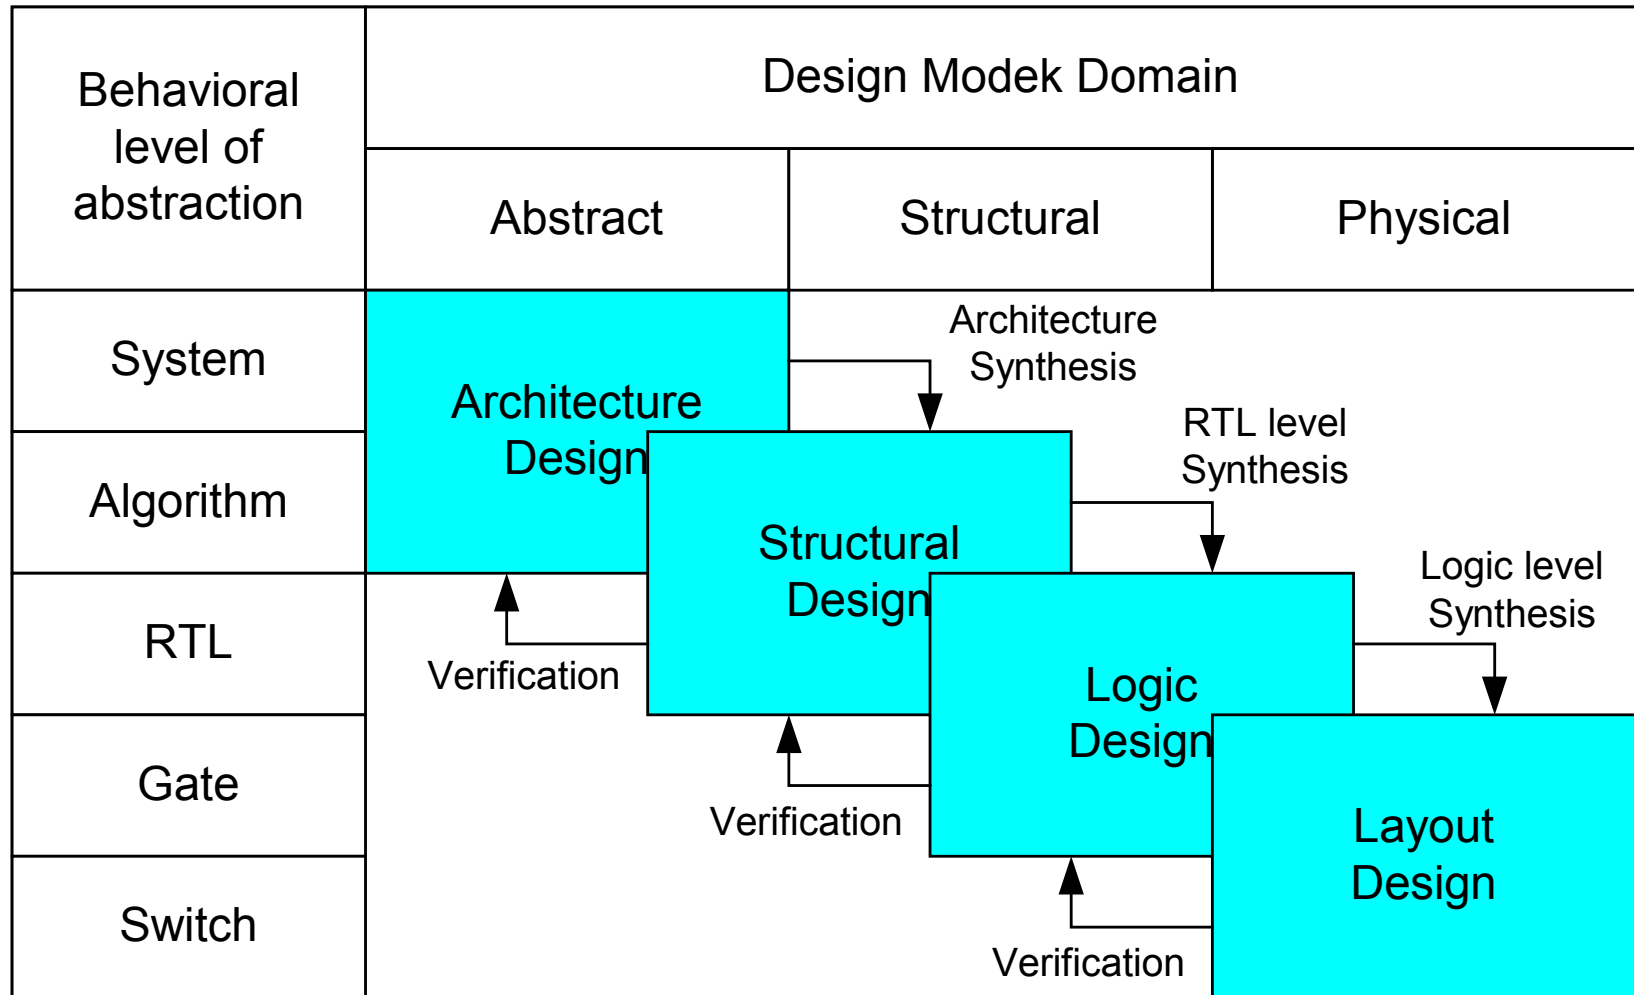 Behavioral
level of
abstraction
Design Modek Domain
Abstract
Structural
Physical
System
Architecture
Synthesis
Architecture
Design
RTL level
Synthesis
Algorithm
Structural
Design
Logic level
Synthesis
RTL
Verification
Logic
Design
Gate
Verification
Layout
Design
Switch
Verification